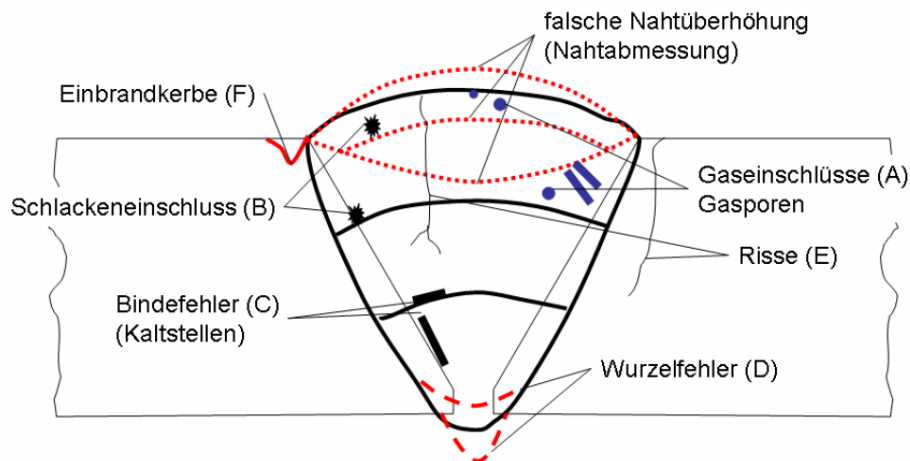 falsche Nahtüberhöhung
(Nahtabmessung)
Einbrandkerbe (F)
Gaseinschlüsse (A)
Gasporen
Schlackeneinschluss (B)
Risse (E)
Bindefehler (C)
(Kaltstellen)
Wurzelfehler (D)